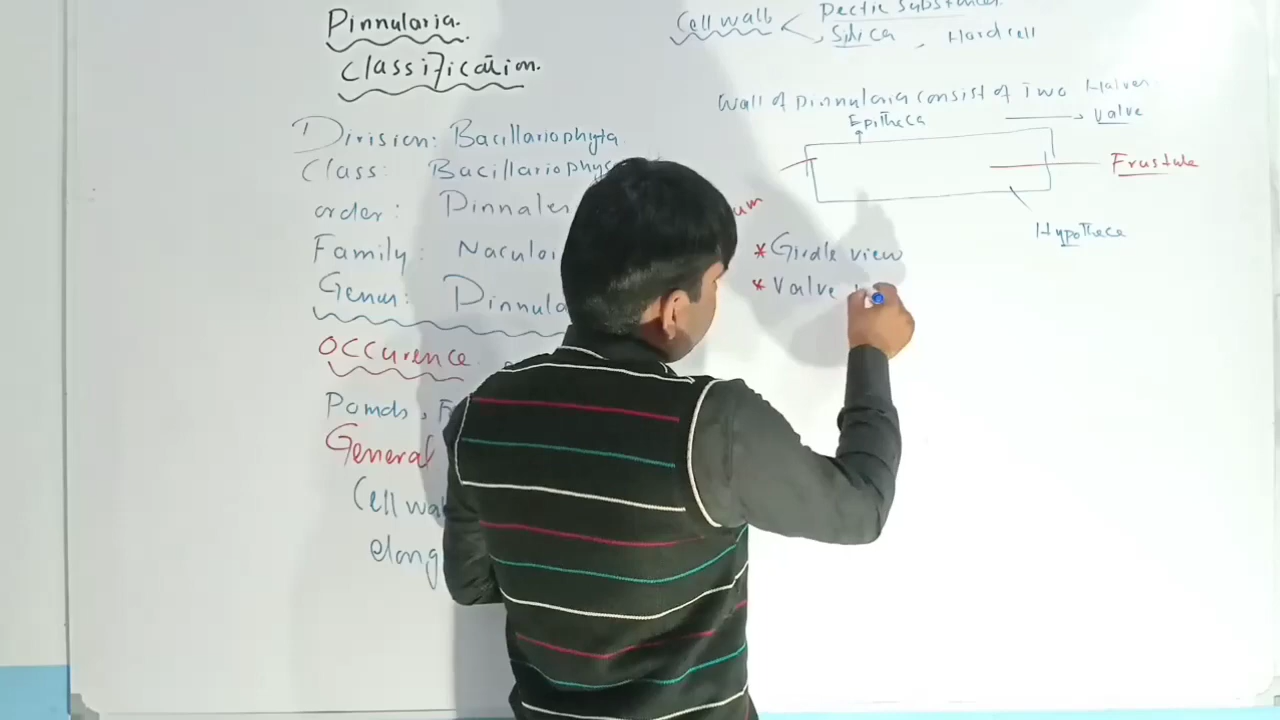 Pinnularia.
Classification.
Division: Bacillariophyta
Class: Bacillariophyc
order: Pinnales
Family: Naculoi
Genus: Pinnula
Occurence
Ponds, F
General
Cell wal
elong
Cell wall < Pectic Substances
Silica, Hard cell
Wall of pinnularia consist of Two Halves
Epitheca
Valve
Frustule
Hypotheca
um
* Girdle view
* Valve